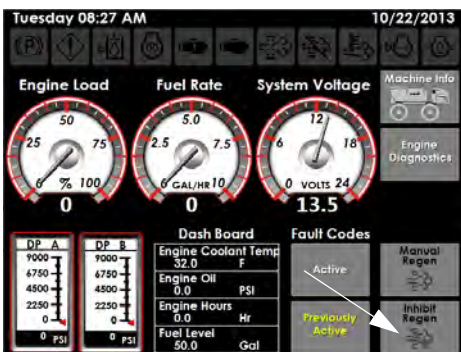 Tuesday 08:27 AM 10/22/2013
(P)
Engine Load Fuel Rate System Voltage Machine Info
50 5.0 12
25 75 2.5 7.5 6 18
0 % 100 0 GAL/HR 10 0 VOLTS 24
0 0 13.5
Engine
Diagnostics
Dash Board Fault Codes
DP A DP B
9000 9000
6750 6750
4500 4500
2250 2250
0 0
0 PSI 0 PSI
Engine Coolant Temp
32.0 F
Engine Oil
0.0 PSI
Engine Hours
0.0 Hr
Fuel Level
50.0 Gal
Active
Previously
Active
Manual
Regen
Inhibit
Regen